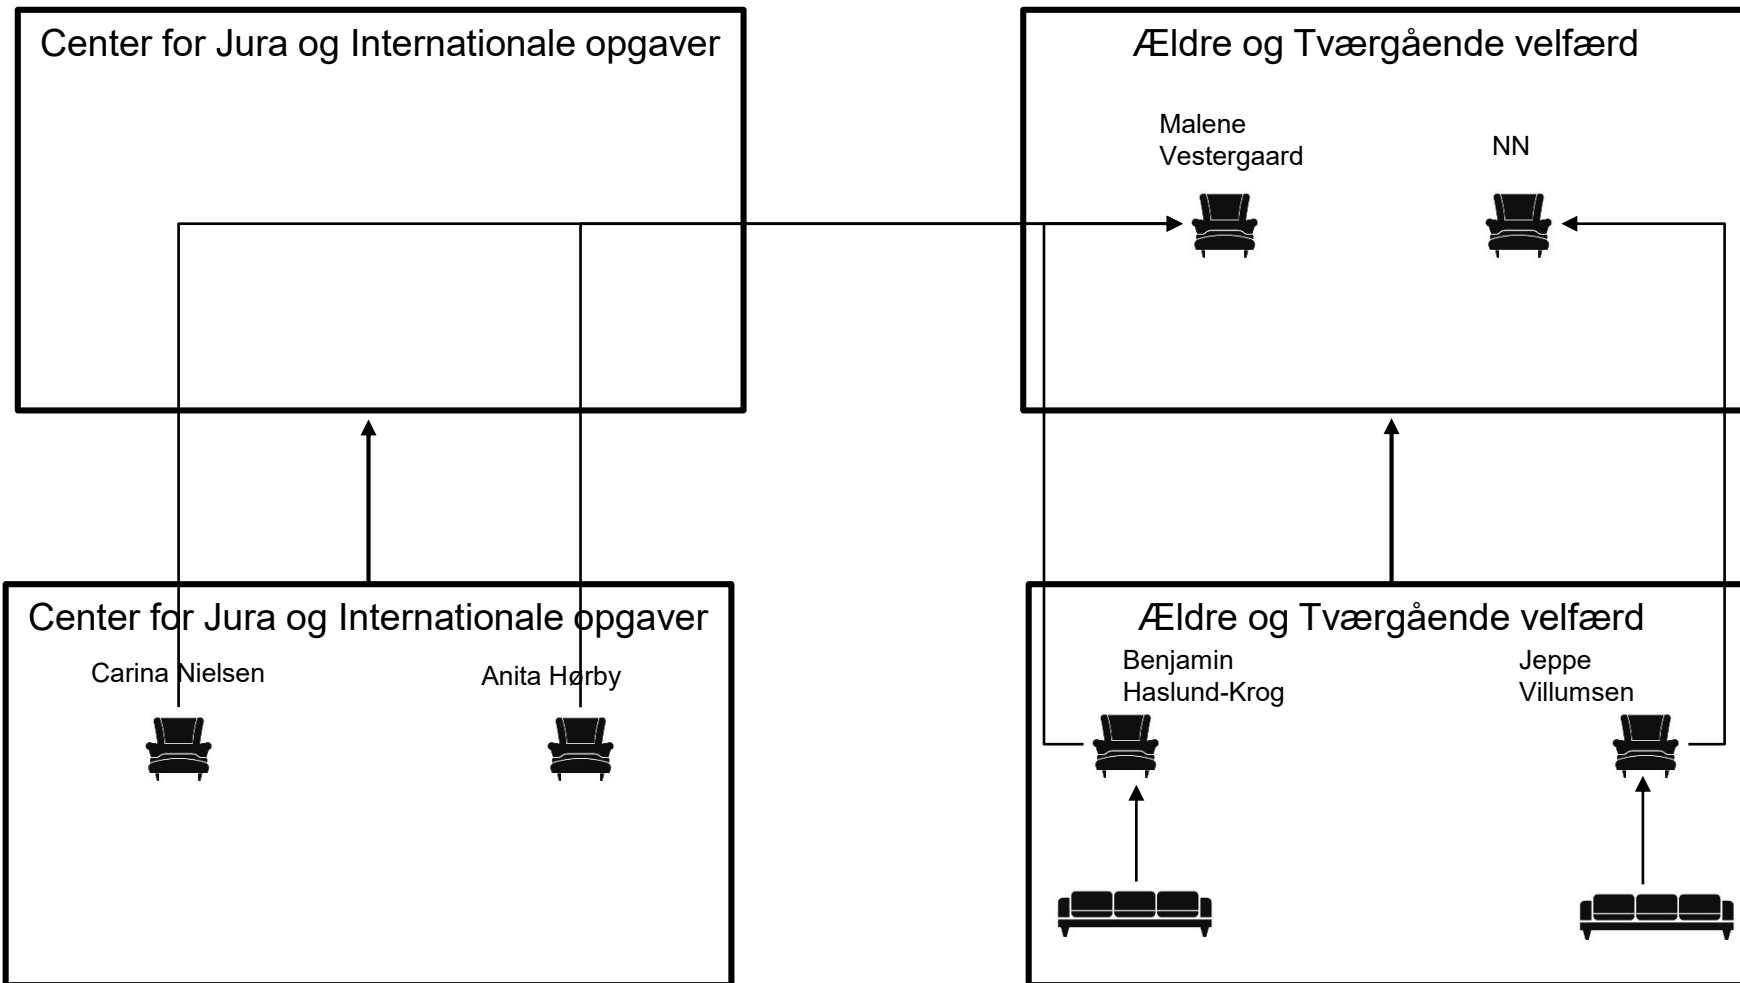 Center for Jura og Internationale opgaver
Ældre og Tværgående velfærd
Malene
Vestergaard
NN
Center for Jura og Internationale opgaver
Carina Nielsen
Anita Hørby
Ældre og Tværgående velfærd
Benjamin
Haslund-Krog
Jeppe
Villumsen